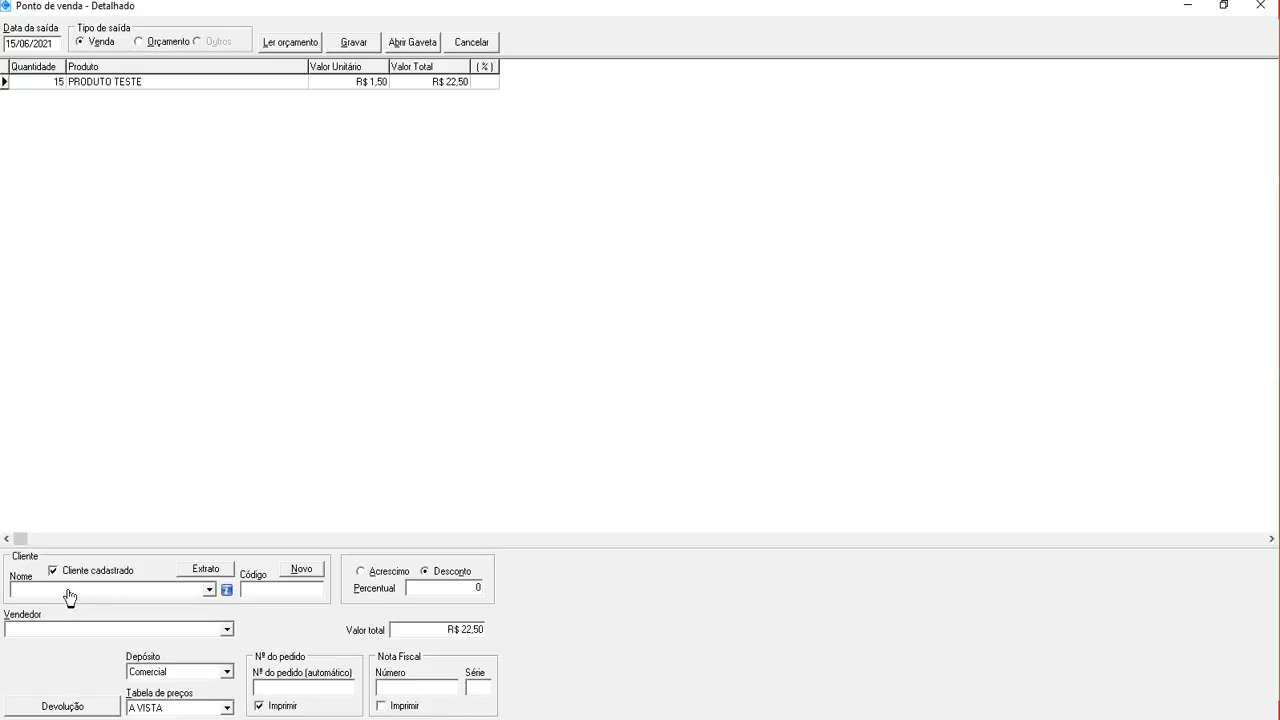 Ponto de venda - Detalhado
Data da saída
15/06/2021
Tipo de saída
Venda Orçamento Outros
Ler orçamento Gravar Abrir Gaveta Cancelar
Quantidade Produto Valor Unitário Valor Total (%)
15 PRODUTO TESTE R$ 1,50 R$ 22,50
Cliente
Cliente cadastrado Extrato
Nome
Código Novo
Acrescimo Desconto
Percentual 0
Vendedor
Valor total R$ 22,50
Depósito
Comercial
Tabela de preços
A VISTA
Devolução
Nº do pedido
Nº do pedido (automático)
Imprimir
Nota Fiscal
Número Série
Imprimir